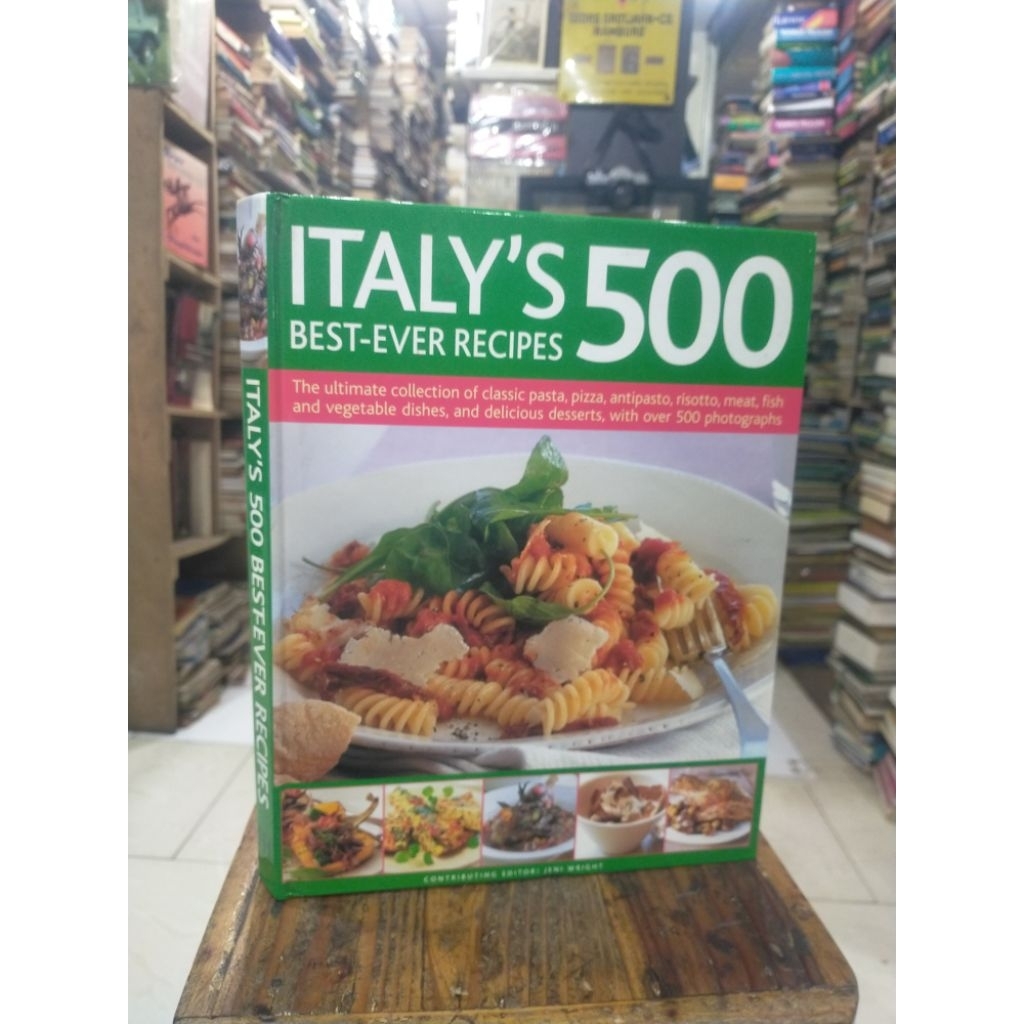 ITALY'S 500
BEST-EVER RECIPES
The ultimate collection of classic pasta, pizza, antipasto, risotto, meat, fish
and vegetable dishes, and delicious desserts, with over 500 photographs
CONTRIBUTING EDITOR: JENI WRIGHT
ITALY'S 500 BEST-EVER RECIPES